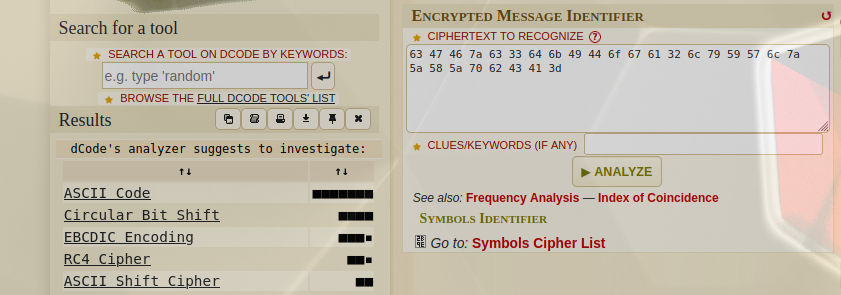 Search for a tool
SEARCH A TOOL ON DCODE BY KEYWORDS:
e.g. type 'random'
BROWSE THE FULL DCODE TOOLS' LIST
Results
dCode's analyzer suggests to investigate:
↑↓ ↑↓
ASCII Code
Circular Bit Shift
EBCDIC Encoding
RC4 Cipher
ASCII Shift Cipher
ENCRYPTED MESSAGE IDENTIFIER
CIPHERTEXT TO RECOGNIZE ?
63 47 46 7a 63 33 64 6b 49 44 6f 67 61 32 6c 79 59 57 6c 7a
5a 58 5a 70 62 43 41 3d
CLUES/KEYWORDS (IF ANY)
▶ ANALYZE
See also: Frequency Analysis — Index of Coincidence
SYMBOLS IDENTIFIER
Go to: Symbols Cipher List